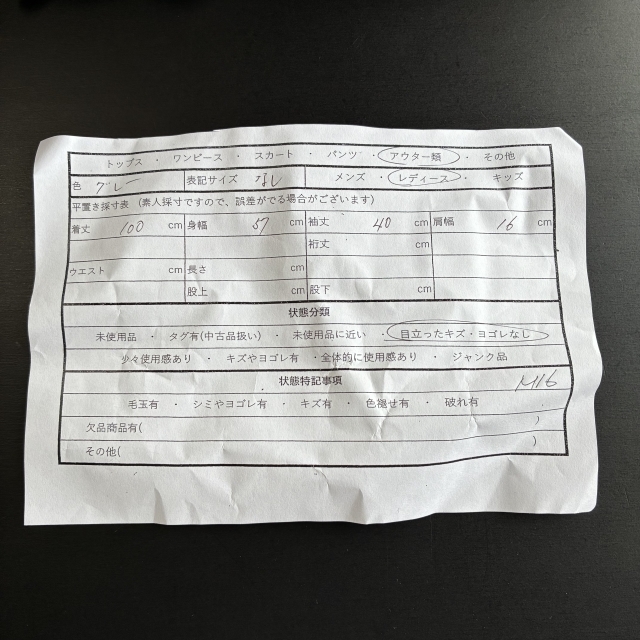 トップス ・ ワンピース ・ スカート ・ パンツ ・ アウター類 ・ その他
色 グレー 表記サイズ なし メンズ ・ レディース ・ キッズ
平置き採寸表 (素人採寸ですので、誤差がでる場合がございます)
着丈 100 cm 身幅 57 cm 袖丈 40 cm 肩幅 16 cm
裄丈 cm
ウエスト cm 長さ cm
股上 股下 cm
状態分類
未使用品 ・ タグ有(中古品扱い) ・ 未使用品に近い ・ 目立ったキズ・ヨゴレなし
少々使用感あり ・ キズやヨゴレ有 ・全体的に使用感あり ・ ジャンク品
状態特記事項 M16
毛玉有 ・ シミやヨゴレ有 ・ キズ有 ・ 色褪せ有 ・ 破れ有
欠品商品有( )
その他( )